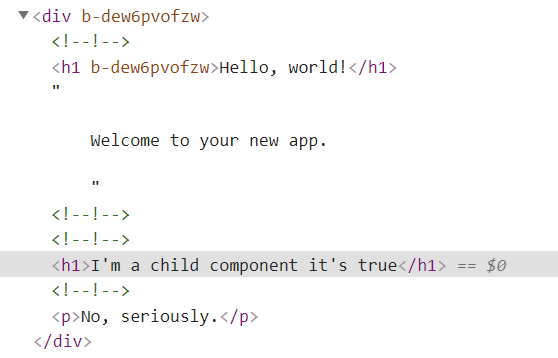 ▼<div b-dew6pvofzw>
<!--!-->
<h1 b-dew6pvofzw>Hello, world!</h1>
"
Welcome to your new app.
"
<!--!-->
<!--!-->
<h1>I'm a child component it's true</h1> == $0
<!--!-->
<p>No, seriously.</p>
</div>